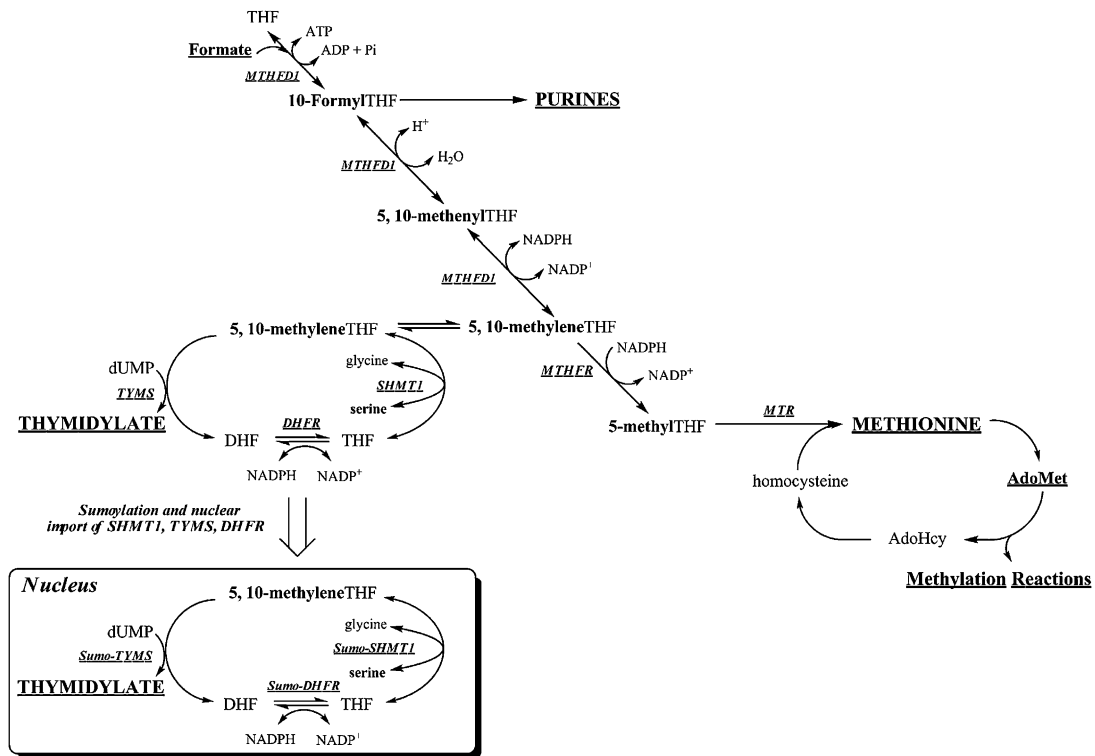 THF
ATP
Formate
ADP + Pi
MTHFD1
10-FormylTHF
PURINES
H+
MTHFD1
H2O
5, 10-methenylTHF
NADPH
MTHFD1
NADP+
5, 10-methyleneTHF
5, 10-methyleneTHF
glycine
NADPH
dUMP
MTHFR
NADP+
TYMS
SHMT1
serine
THYMIDYLATE
DHFR
5-methylTHF
MTR
METHIONINE
DHF
THF
NADPH
NADP+
homocysteine
AdoMet
Sumoylation and nuclear
import of SHMT1, TYMS, DHFR
AdoHcy
Methylation Reactions
Nucleus
5, 10-methyleneTHF
dUMP
glycine
Sumo-TYMS
Sumo-SHMT1
serine
THYMIDYLATE
Sumo-DHFR
DHF
THF
NADPH
NADP+